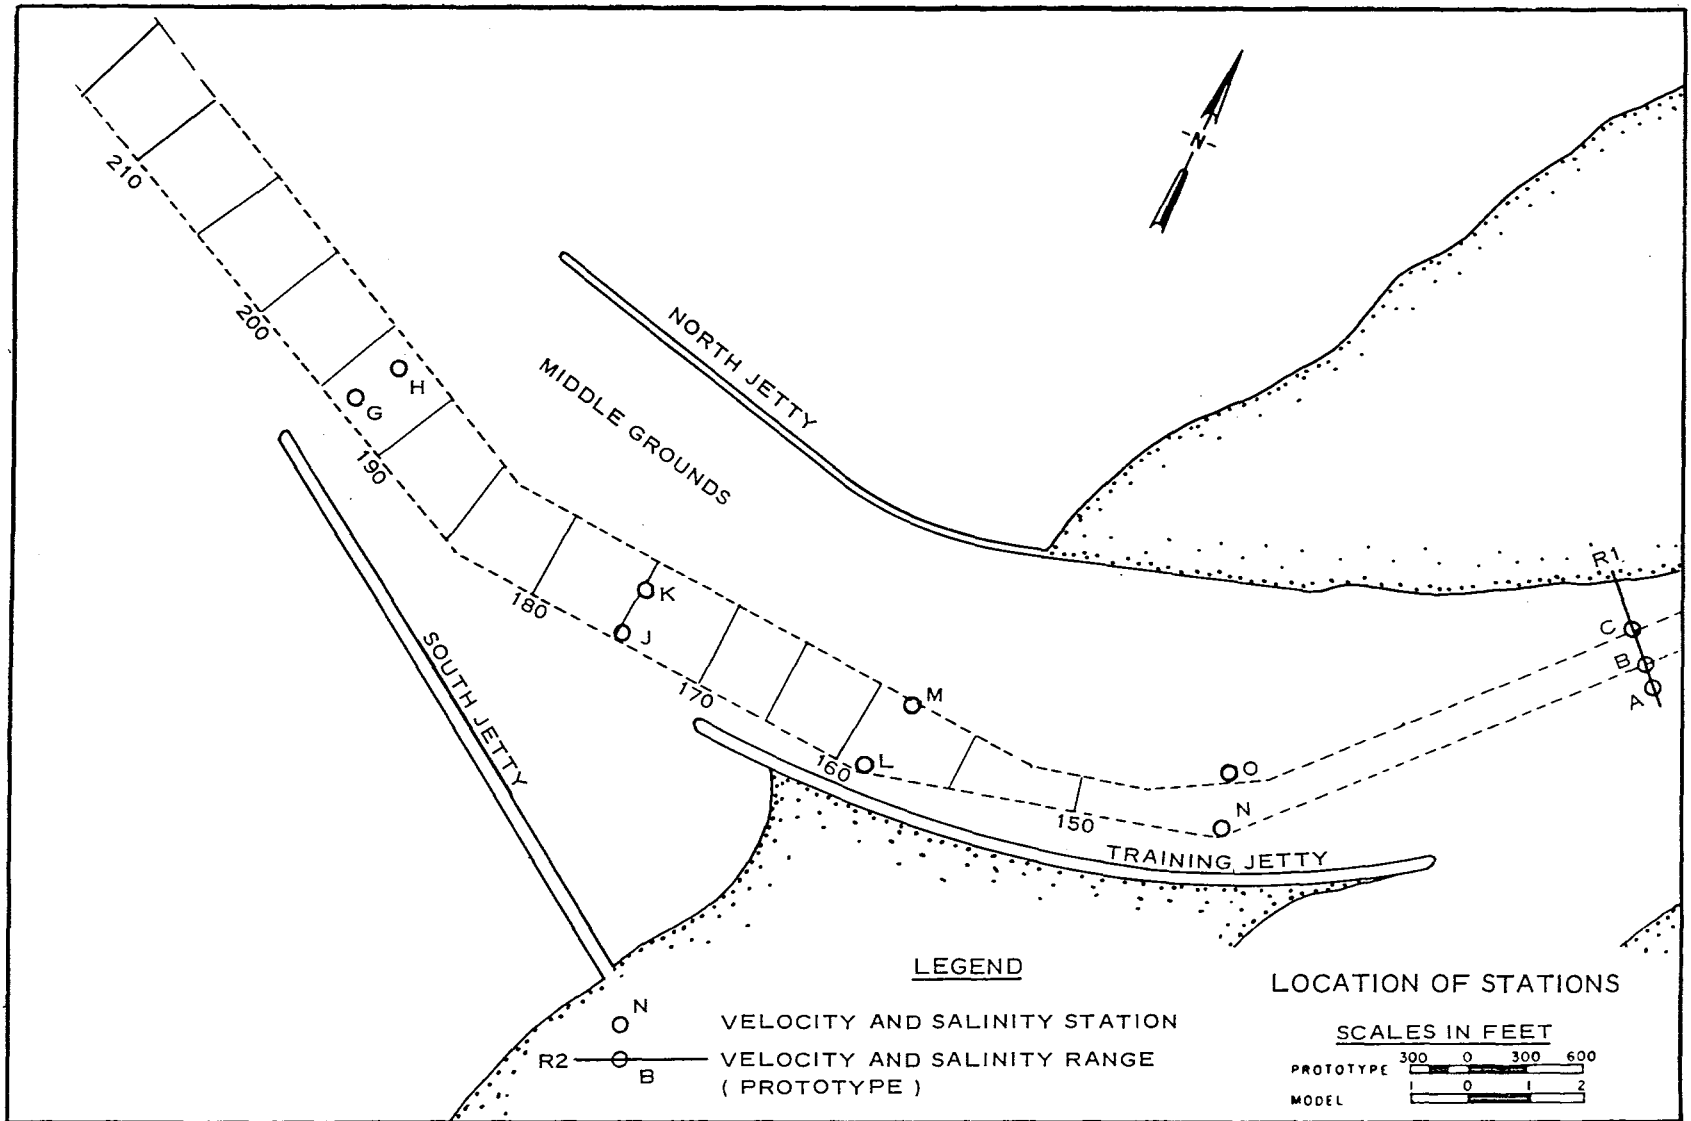 N
210
200
NORTH JETTY
MIDDLE GROUNDS
H
G
190
R1
K
J
180
C
B
A
SOUTH JETTY
170
M
160
L
O
N
150
TRAINING JETTY
LEGEND
N
VELOCITY AND SALINITY STATION
R2
B
VELOCITY AND SALINITY RANGE
( PROTOTYPE )
LOCATION OF STATIONS
SCALES IN FEET
300 0 300 600
PROTOTYPE
1 0 1 2
MODEL